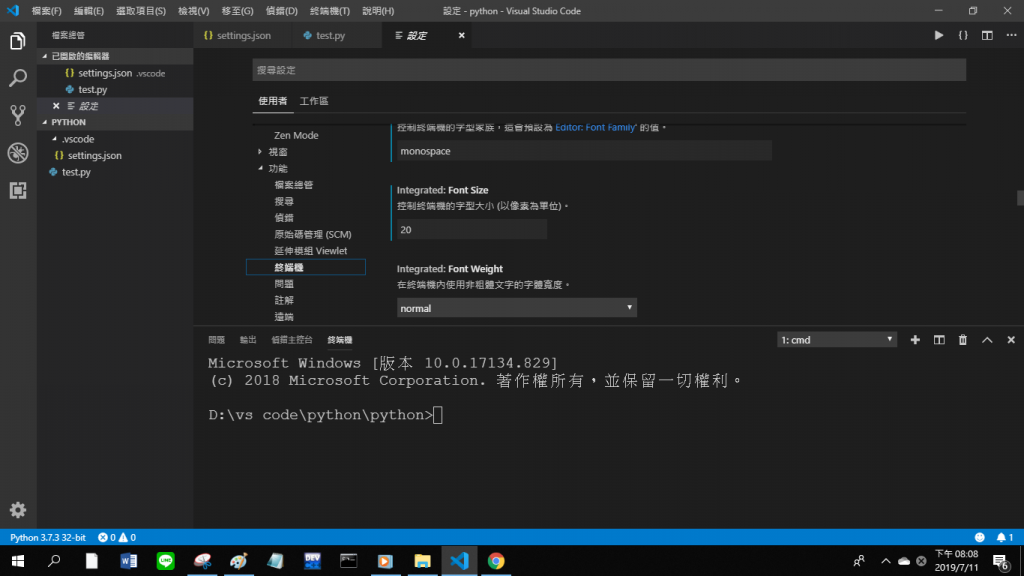 檔案(F) 編輯(E) 選取項目(S) 檢視(V) 移至(G) 偵錯(D) 終端機(T) 說明(H) 設定 - python - Visual Studio Code
檔案總管
{} settings.json test.py 設定
已開啟的編輯器
{} settings.json .vscode
test.py
設定
PYTHON
.vscode
{} settings.json
test.py
搜尋設定
使用者 工作區
Zen Mode
視窗
功能
檔案總管
搜尋
偵錯
原始碼管理 (SCM)
延伸模組 Viewlet
終端機
問題
註解
遠端
控制終端機的字型家族，這會預設為 Editor: Font Family' 的值。
monospace
Integrated: Font Size
控制終端機的字型大小 (以像素為單位)。
20
Integrated: Font Weight
在終端機內使用非粗體文字的字體寬度。
normal
問題 輸出 偵錯主控台 終端機 1: cmd
Microsoft Windows [版本 10.0.17134.829]
(c) 2018 Microsoft Corporation. 著作權所有，並保留一切權利。
D:\vs code\python\python>
Python 3.7.3 32-bit 0 0 1
W LINE DEV C++
下午 08:08
2019/7/11
6